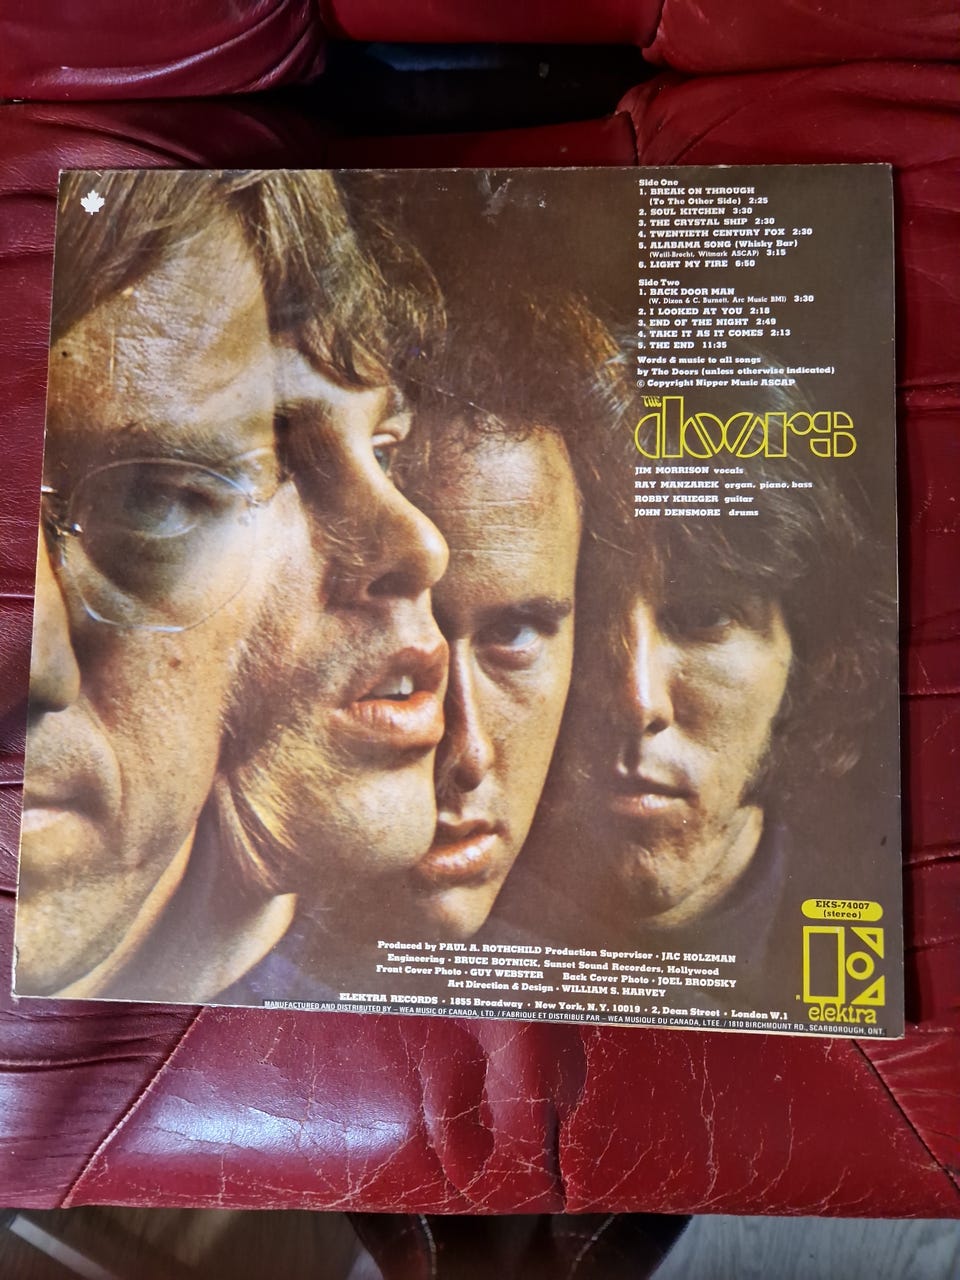 Side One
1. BREAK ON THROUGH
(To The Other Side) 2:25
2. SOUL KITCHEN 3:30
3. THE CRYSTAL SHIP 2:30
4. TWENTIETH CENTURY FOX 2:30
5. ALABAMA SONG (Whisky Bar)
(Weill-Brecht, Witmark ASCAP) 3:15
6. LIGHT MY FIRE 6:50
Side Two
1. BACK DOOR MAN
(W. Dixon & C. Burnett, Arc Music BMI) 3:30
2. I LOOKED AT YOU 2:18
3. END OF THE NIGHT 2:49
4. TAKE IT AS IT COMES 2:13
5. THE END 11:35
Words & music to all songs
by The Doors (unless otherwise indicated)
© Copyright Nipper Music ASCAP
THE
doors
JIM MORRISON vocals
RAY MANZAREK organ, piano, bass
ROBBY KRIEGER guitar
JOHN DENSMORE drums
EKS-74007
(stereo)
elektra
Produced by PAUL A. ROTHCHILD Production Supervisor · JAC HOLZMAN
Engineering · BRUCE BOTNICK, Sunset Sound Recorders, Hollywood
Front Cover Photo · GUY WEBSTER Back Cover Photo · JOEL BRODSKY
Art Direction & Design · WILLIAM S. HARVEY
ELEKTRA RECORDS · 1855 Broadway · New York, N.Y. 10019 · 2, Dean Street · London W.1
MANUFACTURED AND DISTRIBUTED BY – WEA MUSIC OF CANADA, LTD. / FABRIQUE ET DISTRIBUE PAR – WEA MUSIQUE DU CANADA, LTEE. / 1810 BIRCHMOUNT RD., SCARBOROUGH, ONT.